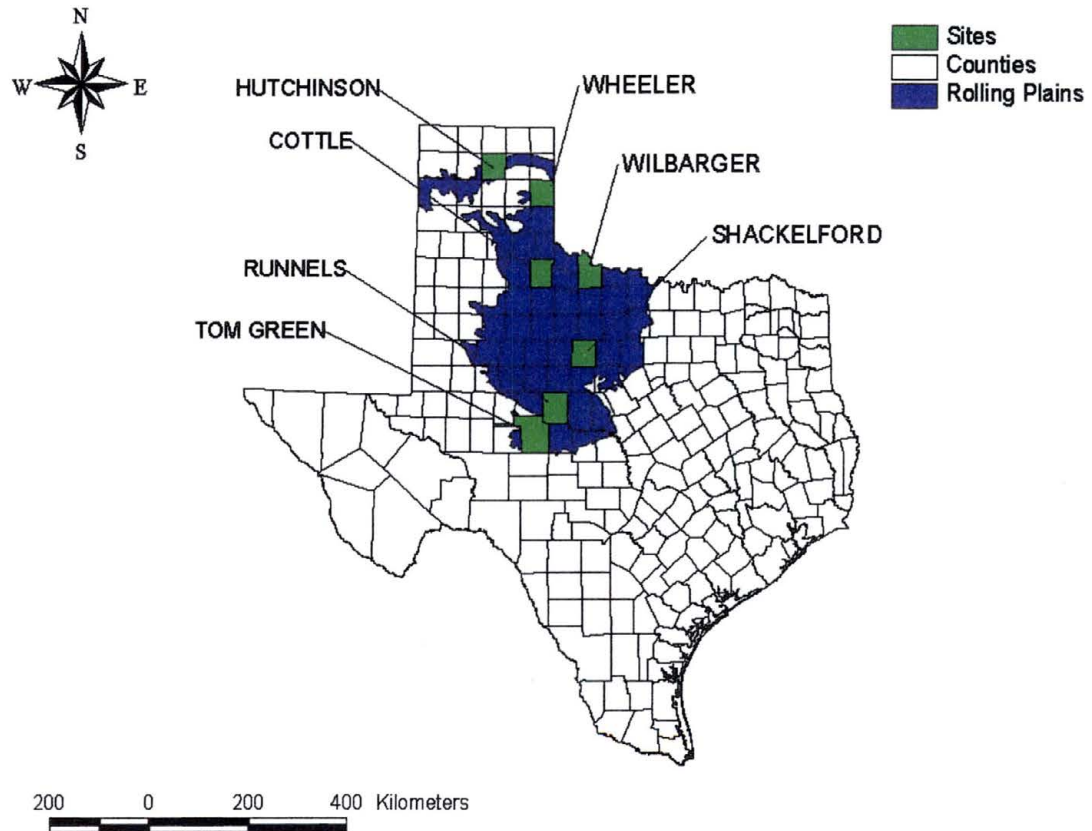 N
W E
S
Sites
Counties
Rolling Plains
HUTCHINSON
WHEELER
COTTLE
WILBARGER
SHACKELFORD
RUNNELS
TOM GREEN
200 0 200 400 Kilometers